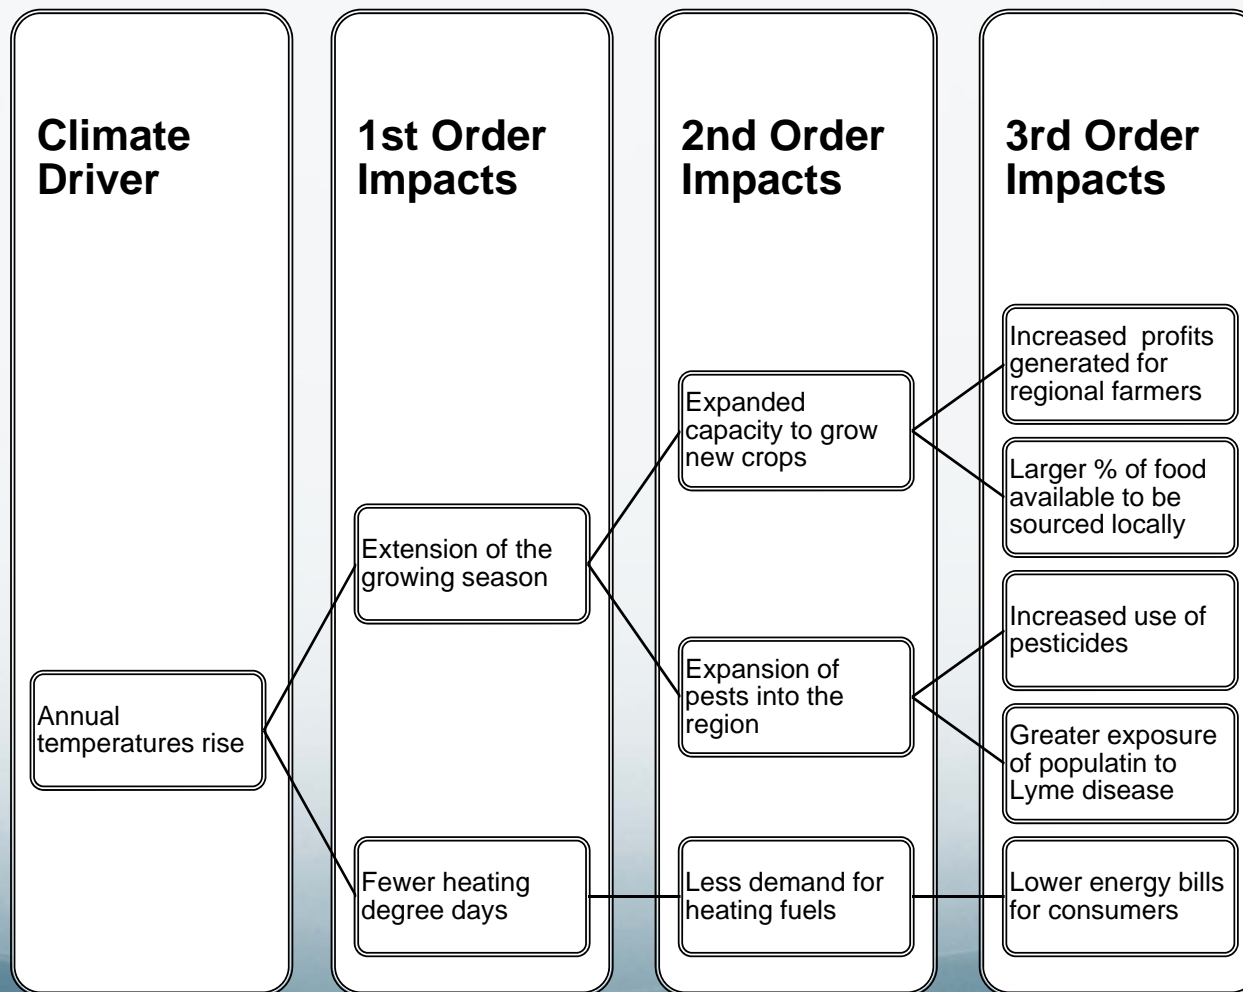 Climate
Driver
1st Order
Impacts
2nd Order
Impacts
3rd Order
Impacts
Annual
temperatures rise
Extension of the
growing season
Fewer heating
degree days
Expanded
capacity to grow
new crops
Expansion of
pests into the
region
Less demand for
heating fuels
Increased  profits
generated for
regional farmers
Larger % of food
available to be
sourced locally
Increased use of
pesticides
Greater exposure
of populatin to
Lyme disease
Lower energy bills
for consumers